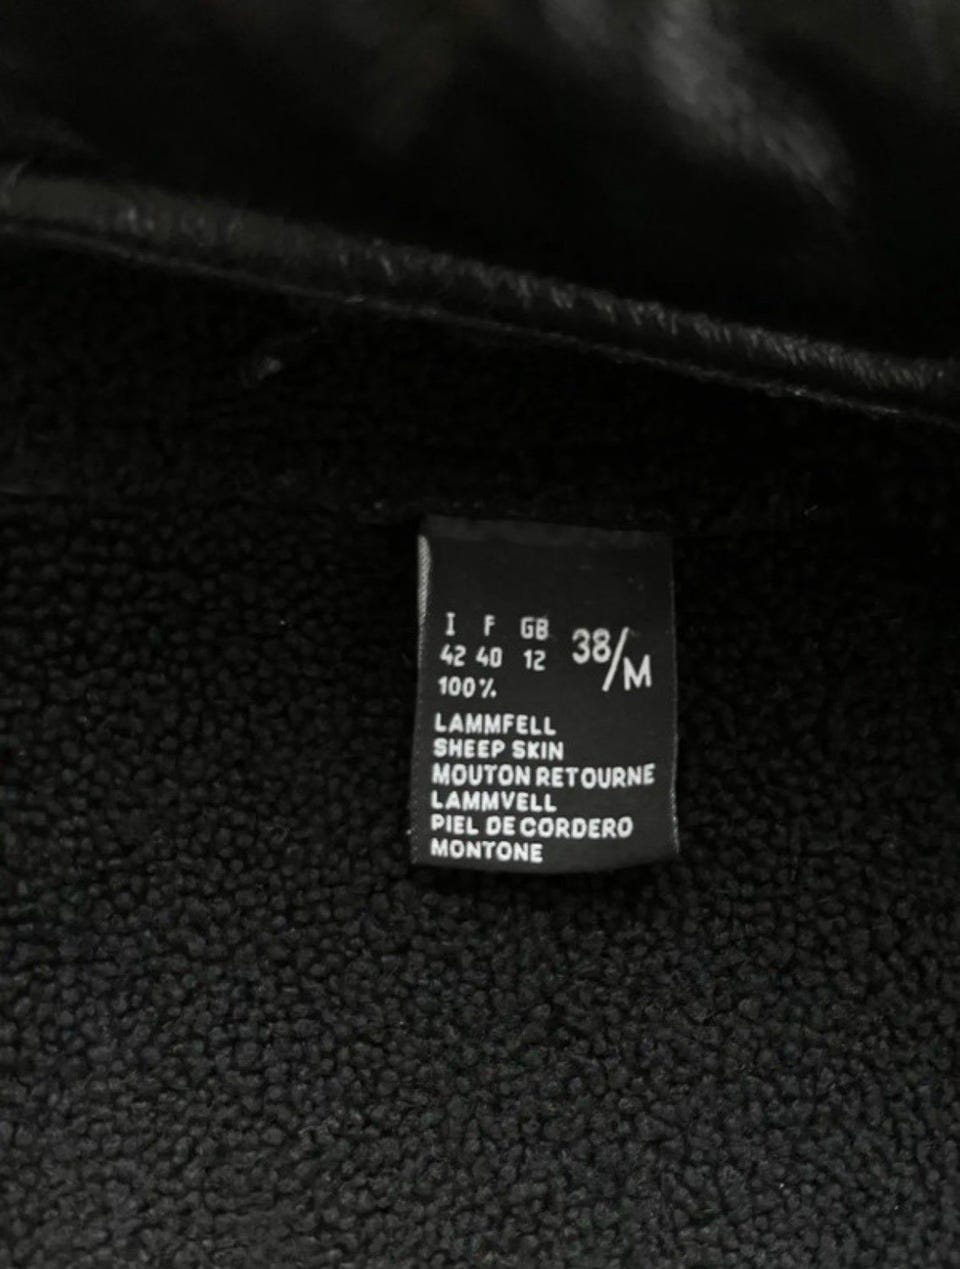 I F GB 38/M
42 40 12
100%
LAMMFELL
SHEEP SKIN
MOUTON RETOURNE
LAMMVELL
PIEL DE CORDERO
MONTONE